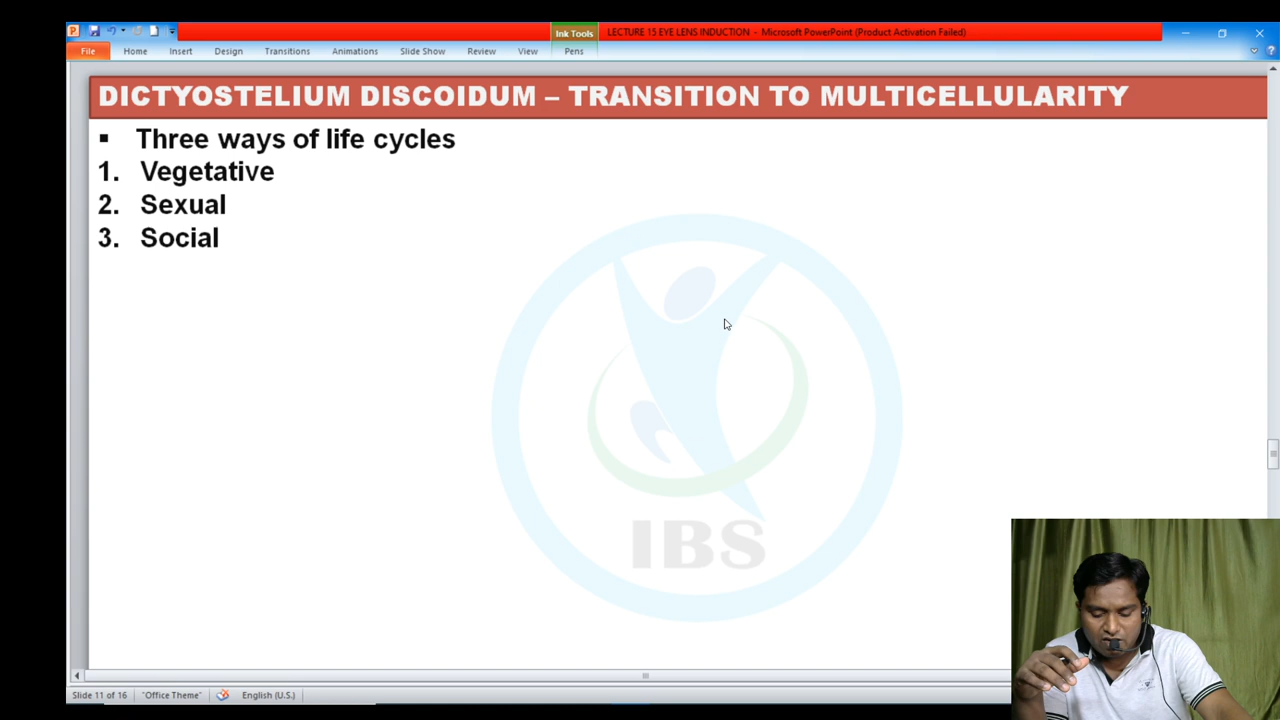 Ink Tools
LECTURE 15 EYE LENS INDUCTION - Microsoft PowerPoint (Product Activation Failed)
File Home Insert Design Transitions Animations Slide Show Review View Pens
DICTYOSTELIUM DISCOIDUM – TRANSITION TO MULTICELLULARITY
▪ Three ways of life cycles
1. Vegetative
2. Sexual
3. Social
IBS
Slide 11 of 16 "Office Theme" English (U.S.)